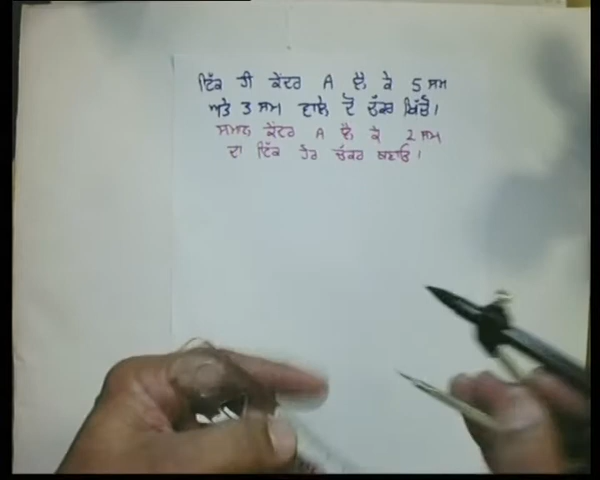 ਇੱਕ ਹੀ ਕੇਂਦਰ A ਲੈ ਕੇ 5 ਸਮ
ਅਤੇ 3 ਸਮ ਵਾਲੇ ਦੋ ਚੱਕਰ ਖਿੱਚੋ।
ਸਮਾਨ ਕੇਂਦਰ A ਲੈ ਕੇ 2 ਸਮ
ਦਾ ਇੱਕ ਹੋਰ ਚੱਕਰ ਬਣਾਓ।